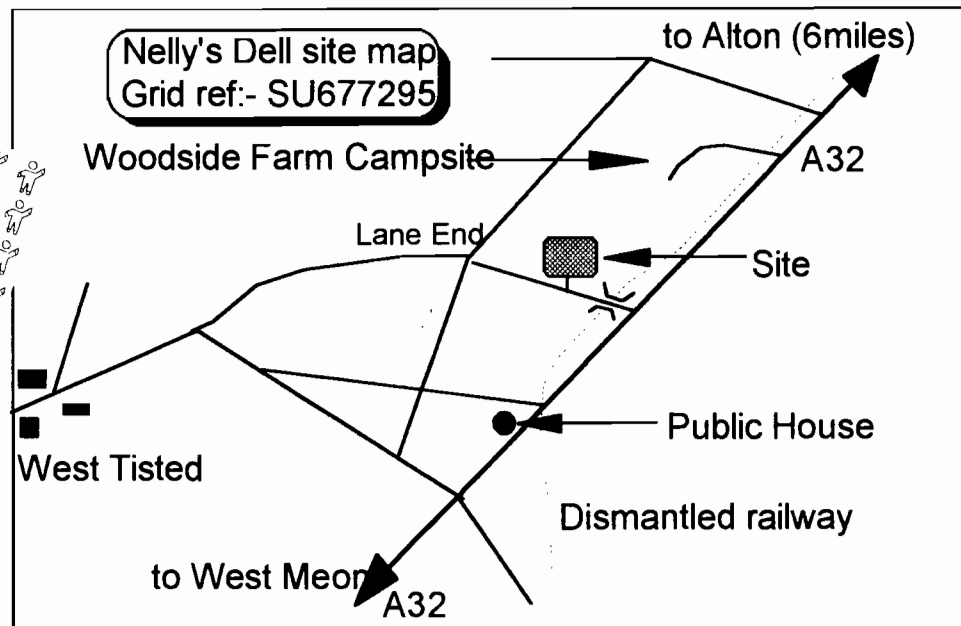 Nelly's Dell site map
Grid ref:- SU677295
to Alton (6miles)
Woodside Farm Campsite
A32
Lane End
Site
Public House
West Tisted
Dismantled railway
to West Meon
A32